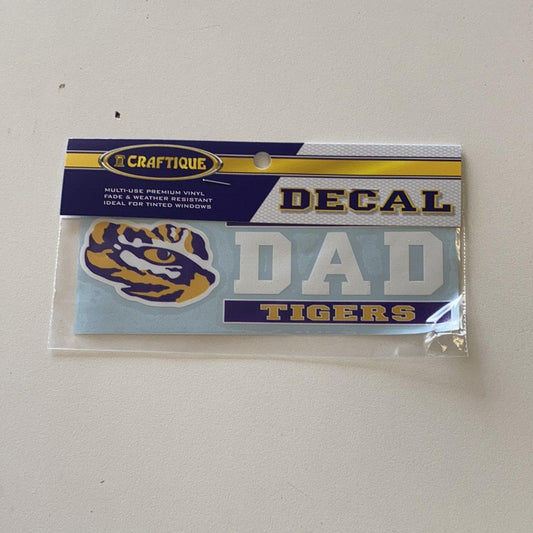 CRAFTIQUE
MULTI-USE PREMIUM VINYL
FADE & WEATHER RESISTANT
IDEAL FOR TINTED WINDOWS
DECAL
DAD
TIGERS